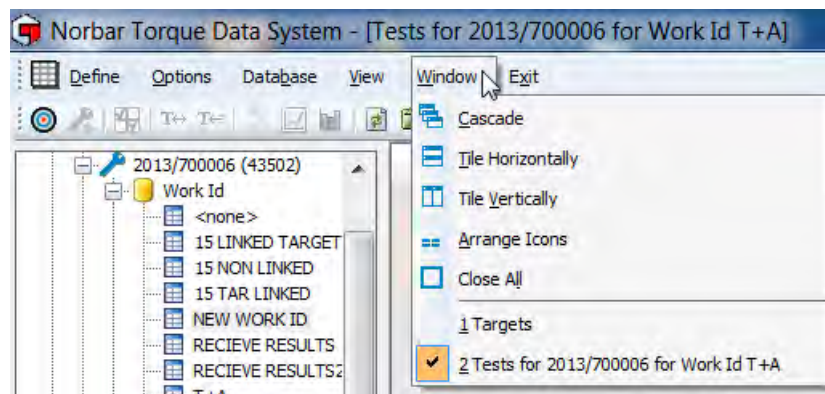 Norbar Torque Data System - [Tests for 2013/700006 for Work Id T+A]
Define Options Database View Window Exit
T↔ T←
2013/700006 (43502)
Work Id
<none>
15 LINKED TARGET
15 NON LINKED
15 TAR LINKED
NEW WORK ID
RECIEVE RESULTS
RECIEVE RESULTS2
T+A
Cascade
Tile Horizontally
Tile Vertically
Arrange Icons
Close All
1 Targets
2 Tests for 2013/700006 for Work Id T+A